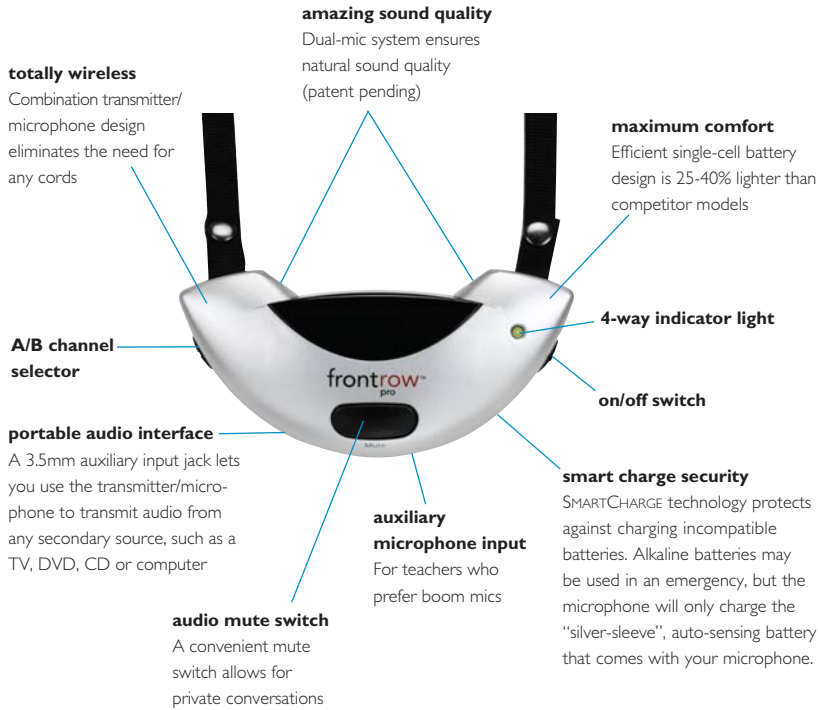 amazing sound quality
Dual-mic system ensures
natural sound quality
(patent pending)
totally wireless
Combination transmitter/
microphone design
eliminates the need for
any cords
maximum comfort
Efficient single-cell battery
design is 25-40% lighter than
competitor models
4-way indicator light
A/B channel
selector
on/off switch
frontrow™
pro
Mute
portable audio interface
A 3.5mm auxiliary input jack lets
you use the transmitter/micro-
phone to transmit audio from
any secondary source, such as a
TV, DVD, CD or computer
auxiliary
microphone input
For teachers who
prefer boom mics
smart charge security
SMARTCHARGE technology protects
against charging incompatible
batteries. Alkaline batteries may
be used in an emergency, but the
microphone will only charge the
“silver-sleeve”, auto-sensing battery
that comes with your microphone.
audio mute switch
A convenient mute
switch allows for
private conversations